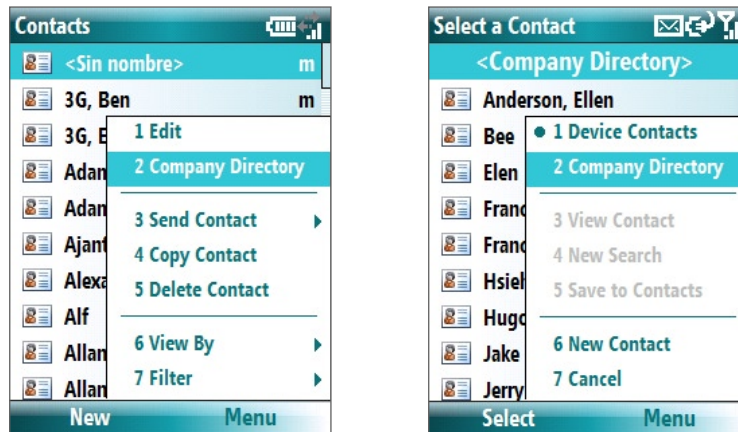 Contacts
<Sin nombre> m
3G, Ben m
3G, B
Adan
Adan
Ajant
Alexa
Alf
Allan
Allan
1 Edit
2 Company Directory
3 Send Contact
4 Copy Contact
5 Delete Contact
6 View By
7 Filter
New Menu
Select a Contact
<Company Directory>
Anderson, Ellen
Bee
Elen
Franc
Franc
Hsieh
Hugo
Jake
Jerry
1 Device Contacts
2 Company Directory
3 View Contact
4 New Search
5 Save to Contacts
6 New Contact
7 Cancel
Select Menu